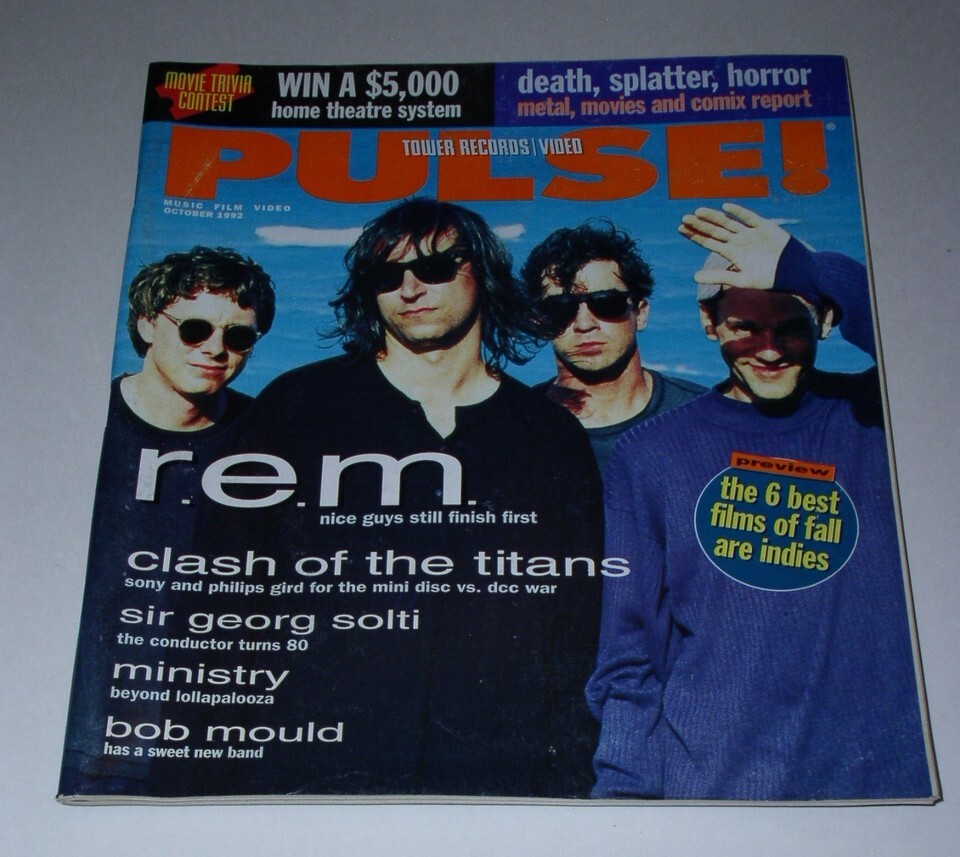 MOVIE TRIVIA
CONTEST
WIN A $5,000
home theatre system
death, splatter, horror
metal, movies and comix report
PULSE!®
TOWER RECORDS | VIDEO
MUSIC FILM VIDEO
OCTOBER 1992
r.e.m.
nice guys still finish first
preview
the 6 best
films of fall
are indies
clash of the titans
sony and philips gird for the mini disc vs. dcc war
sir georg solti
the conductor turns 80
ministry
beyond lollapalooza
bob mould
has a sweet new band